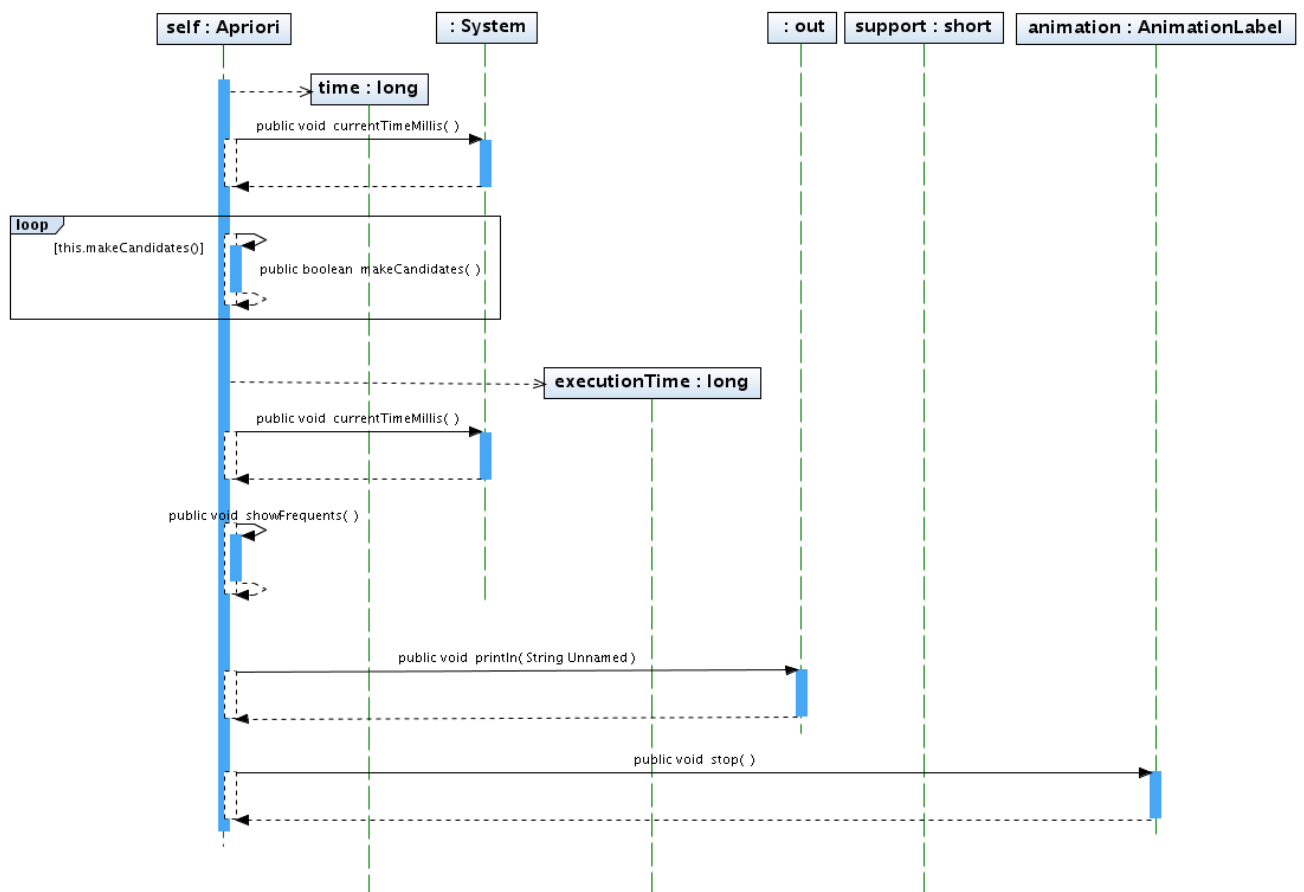 self : Apriori
: System
: out
support : short
animation : AnimationLabel
time : long
public void currentTimeMillis( )
loop
[this.makeCandidates()]
public boolean makeCandidates( )
executionTime : long
public void currentTimeMillis( )
public void showFrequents( )
public void println( String Unnamed )
public void stop( )